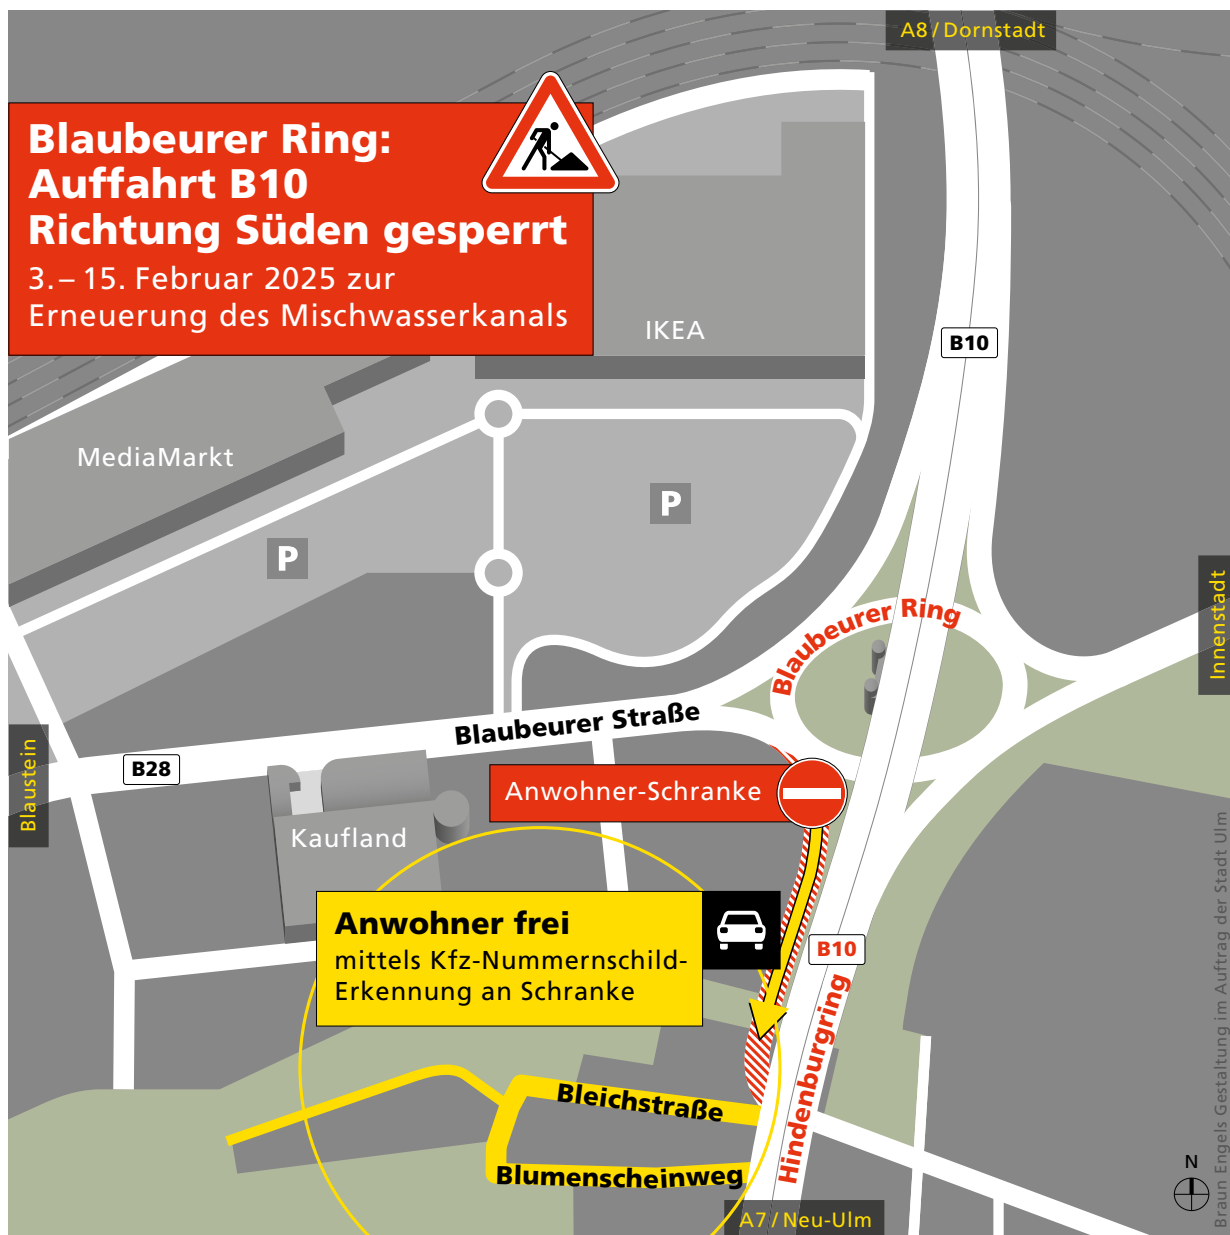 A8/Dornstadt
Blaubeurer Ring:
Auffahrt B10
Richtung Süden gesperrt
3.–15. Februar 2025 zur
Erneuerung des Mischwasserkanals
IKEA
B10
MediaMarkt
P
P
Innenstadt
Blaubeurer Ring
Blaubeurer Straße
Blaustein
B28
Anwohner-Schranke
Kaufland
Anwohner frei
mittels Kfz-Nummernschild-
Erkennung an Schranke
B10
Hindenburgring
Bleichstraße
Blumenscheinweg
A7/Neu-Ulm
N
Braun Engels Gestaltung im Auftrag der Stadt Ulm